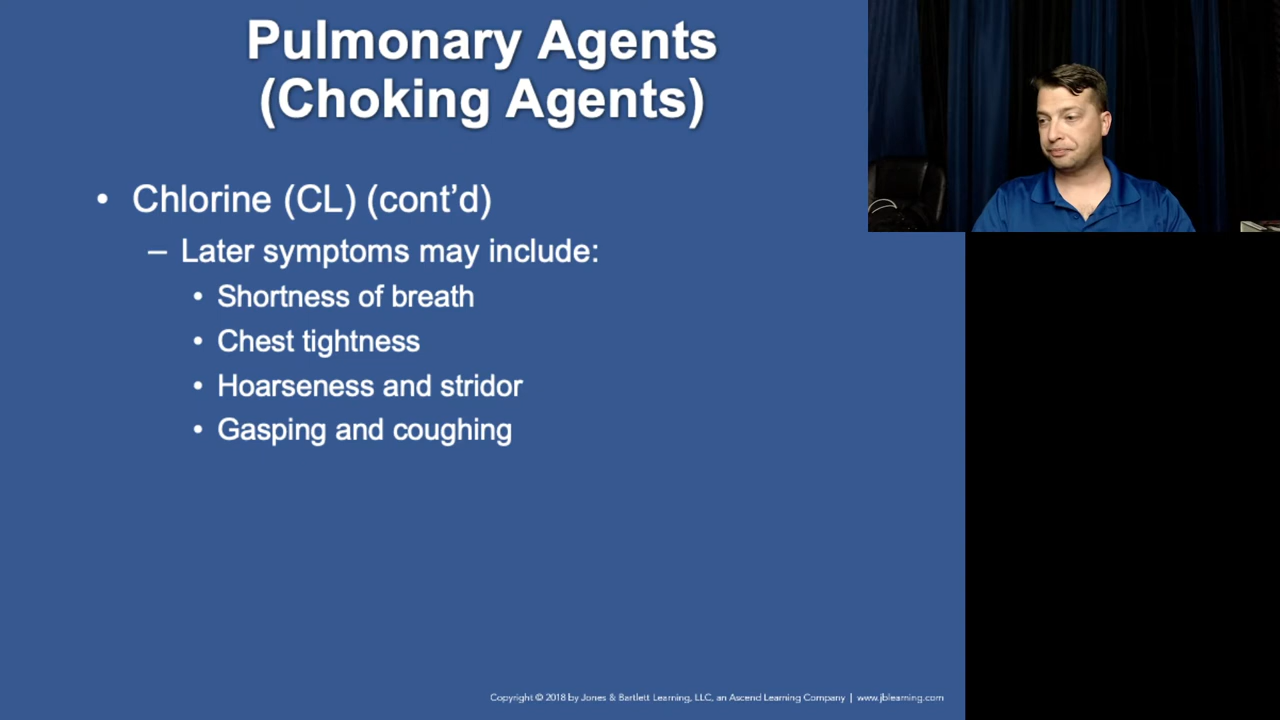 Pulmonary Agents
(Choking Agents)
• Chlorine (CL) (cont’d)
– Later symptoms may include:
• Shortness of breath
• Chest tightness
• Hoarseness and stridor
• Gasping and coughing
Copyright © 2018 by Jones & Bartlett Learning, LLC, an Ascend Learning Company | www.jblearning.com